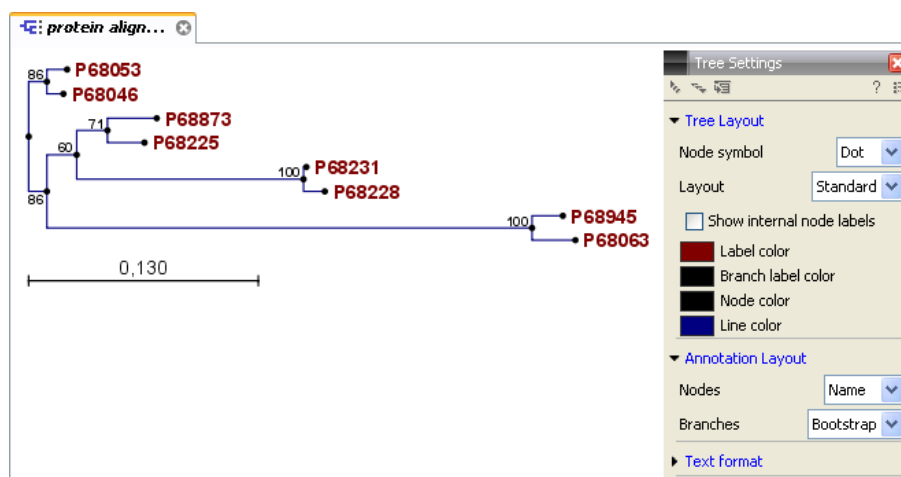 protein align...
86
P68053
P68046
71
P68873
P68225
60
100
P68231
P68228
86
100
P68945
P68063
0,130
Tree Settings
?
Tree Layout
Node symbol Dot
Layout Standard
Show internal node labels
Label color
Branch label color
Node color
Line color
Annotation Layout
Nodes Name
Branches Bootstrap
Text format